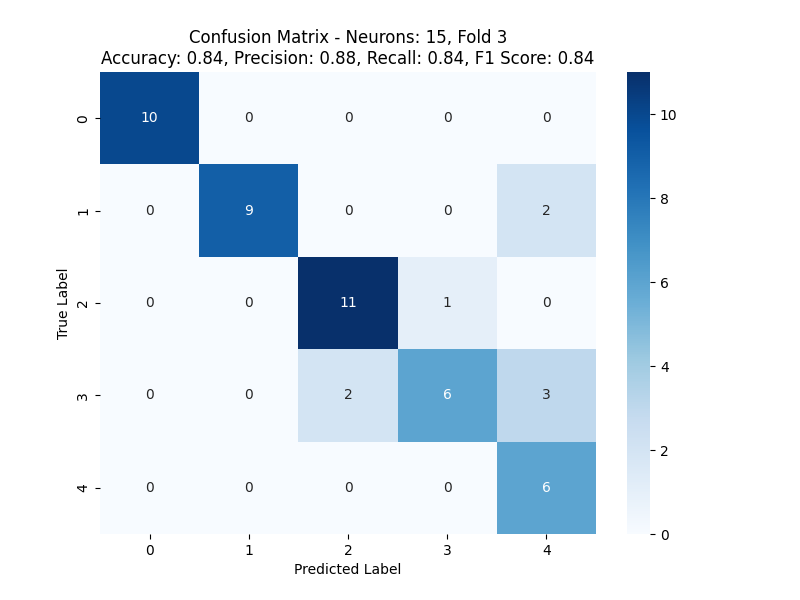 Confusion Matrix - Neurons: 15, Fold 3
Accuracy: 0.84, Precision: 0.88, Recall: 0.84, F1 Score: 0.84
True Label
0 10 0 0 0 0
1 0 9 0 0 2
2 0 0 11 1 0
3 0 0 2 6 3
4 0 0 0 0 6
0 1 2 3 4
Predicted Label
10
8
6
4
2
0